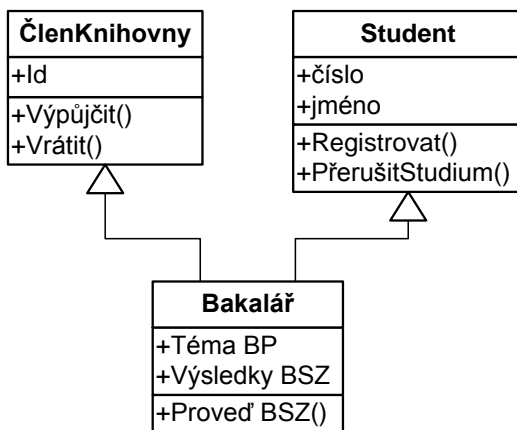 ČlenKnihovny
+Id
+Výpůjčit()
+Vrátit()
Student
+číslo
+jméno
+Registrovat()
+PřerušitStudium()
Bakalář
+Téma BP
+Výsledky BSZ
+Proveď BSZ()